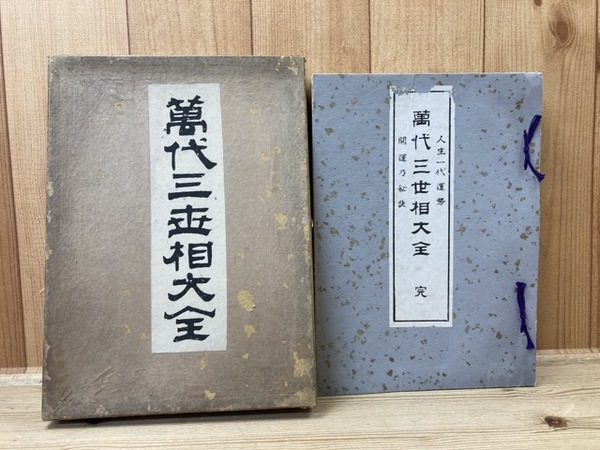 萬代三世相大全
人生一代運勢
開運乃秘訣
萬代三世相大全 完